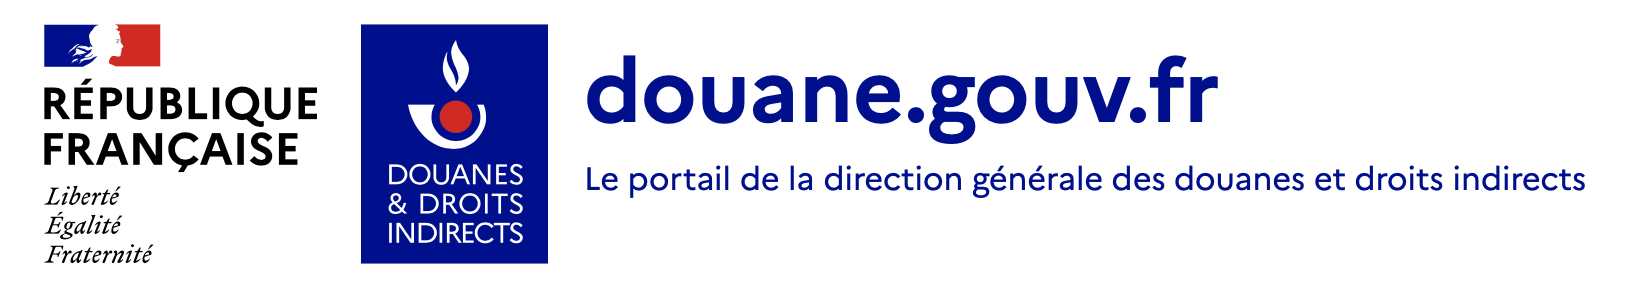 RÉPUBLIQUE
FRANÇAISE
Liberté
Égalité
Fraternité
DOUANES
& DROITS
INDIRECTS
douane.gouv.fr
Le portail de la direction générale des douanes et droits indirects